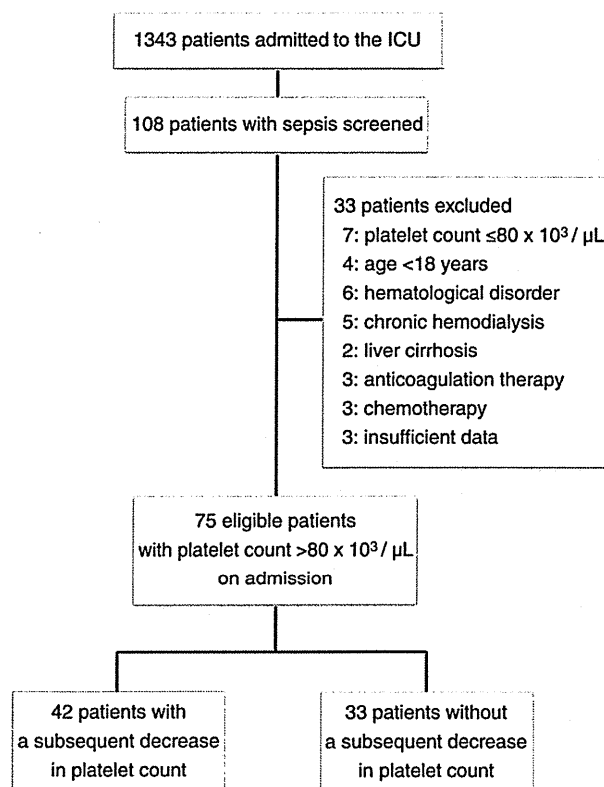 1343 patients admitted to the ICU
108 patients with sepsis screened
33 patients excluded
7: platelet count ≤80 x 10³ / μL
4: age <18 years
6: hematological disorder
5: chronic hemodialysis
2: liver cirrhosis
3: anticoagulation therapy
3: chemotherapy
3: insufficient data
75 eligible patients
with platelet count >80 x 10³ / μL
on admission
42 patients with
a subsequent decrease
in platelet count
33 patients without
a subsequent decrease
in platelet count